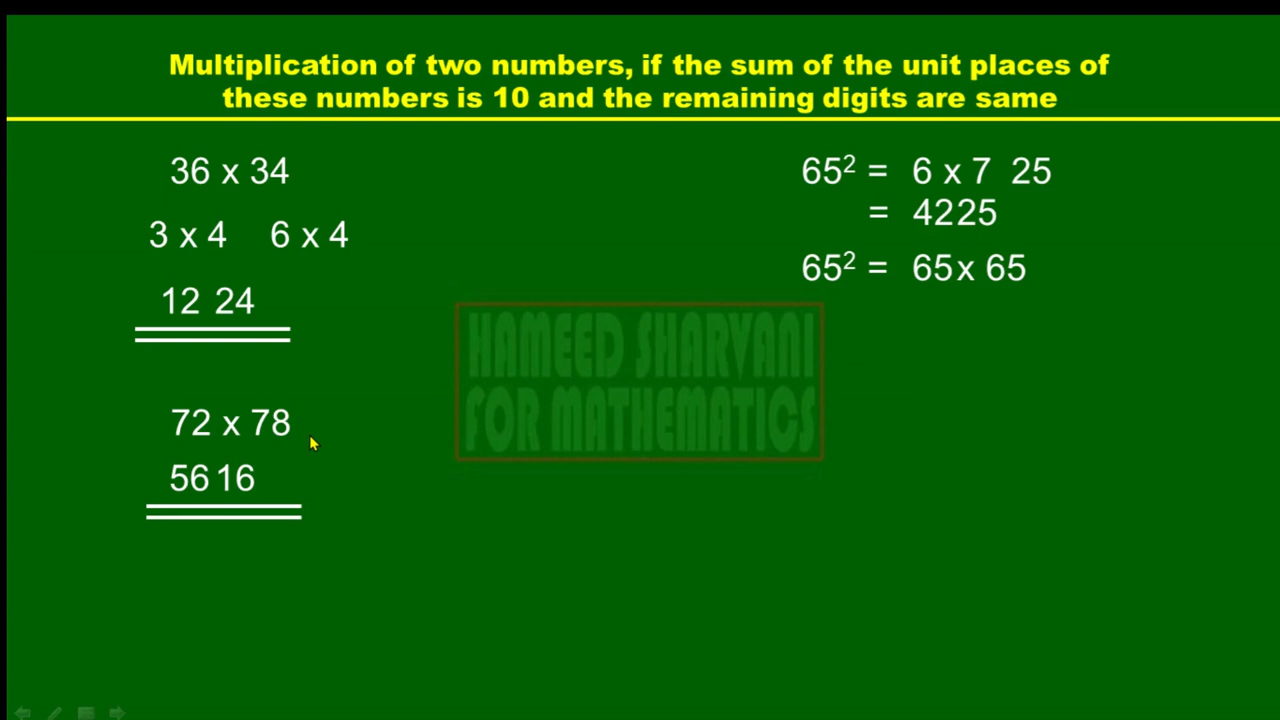 Multiplication of two numbers, if the sum of the unit places of
these numbers is 10 and the remaining digits are same
36 x 34
3 x 4 6 x 4
12 24
72 x 78
56 16
65² = 6 x 7 25
= 4225
65² = 65 x 65
HAMEED SHARVANI
FOR MATHEMATICS